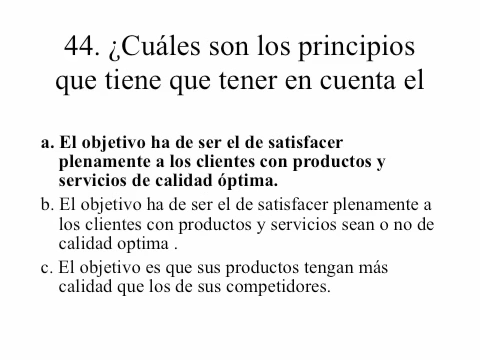 44. ¿Cuáles son los principios
que tiene que tener en cuenta el
a. El objetivo ha de ser el de satisfacer
plenamente a los clientes con productos y
servicios de calidad óptima.
b. El objetivo ha de ser el de satisfacer plenamente a
los clientes con productos y servicios sean o no de
calidad optima .
c. El objetivo es que sus productos tengan más
calidad que los de sus competidores.